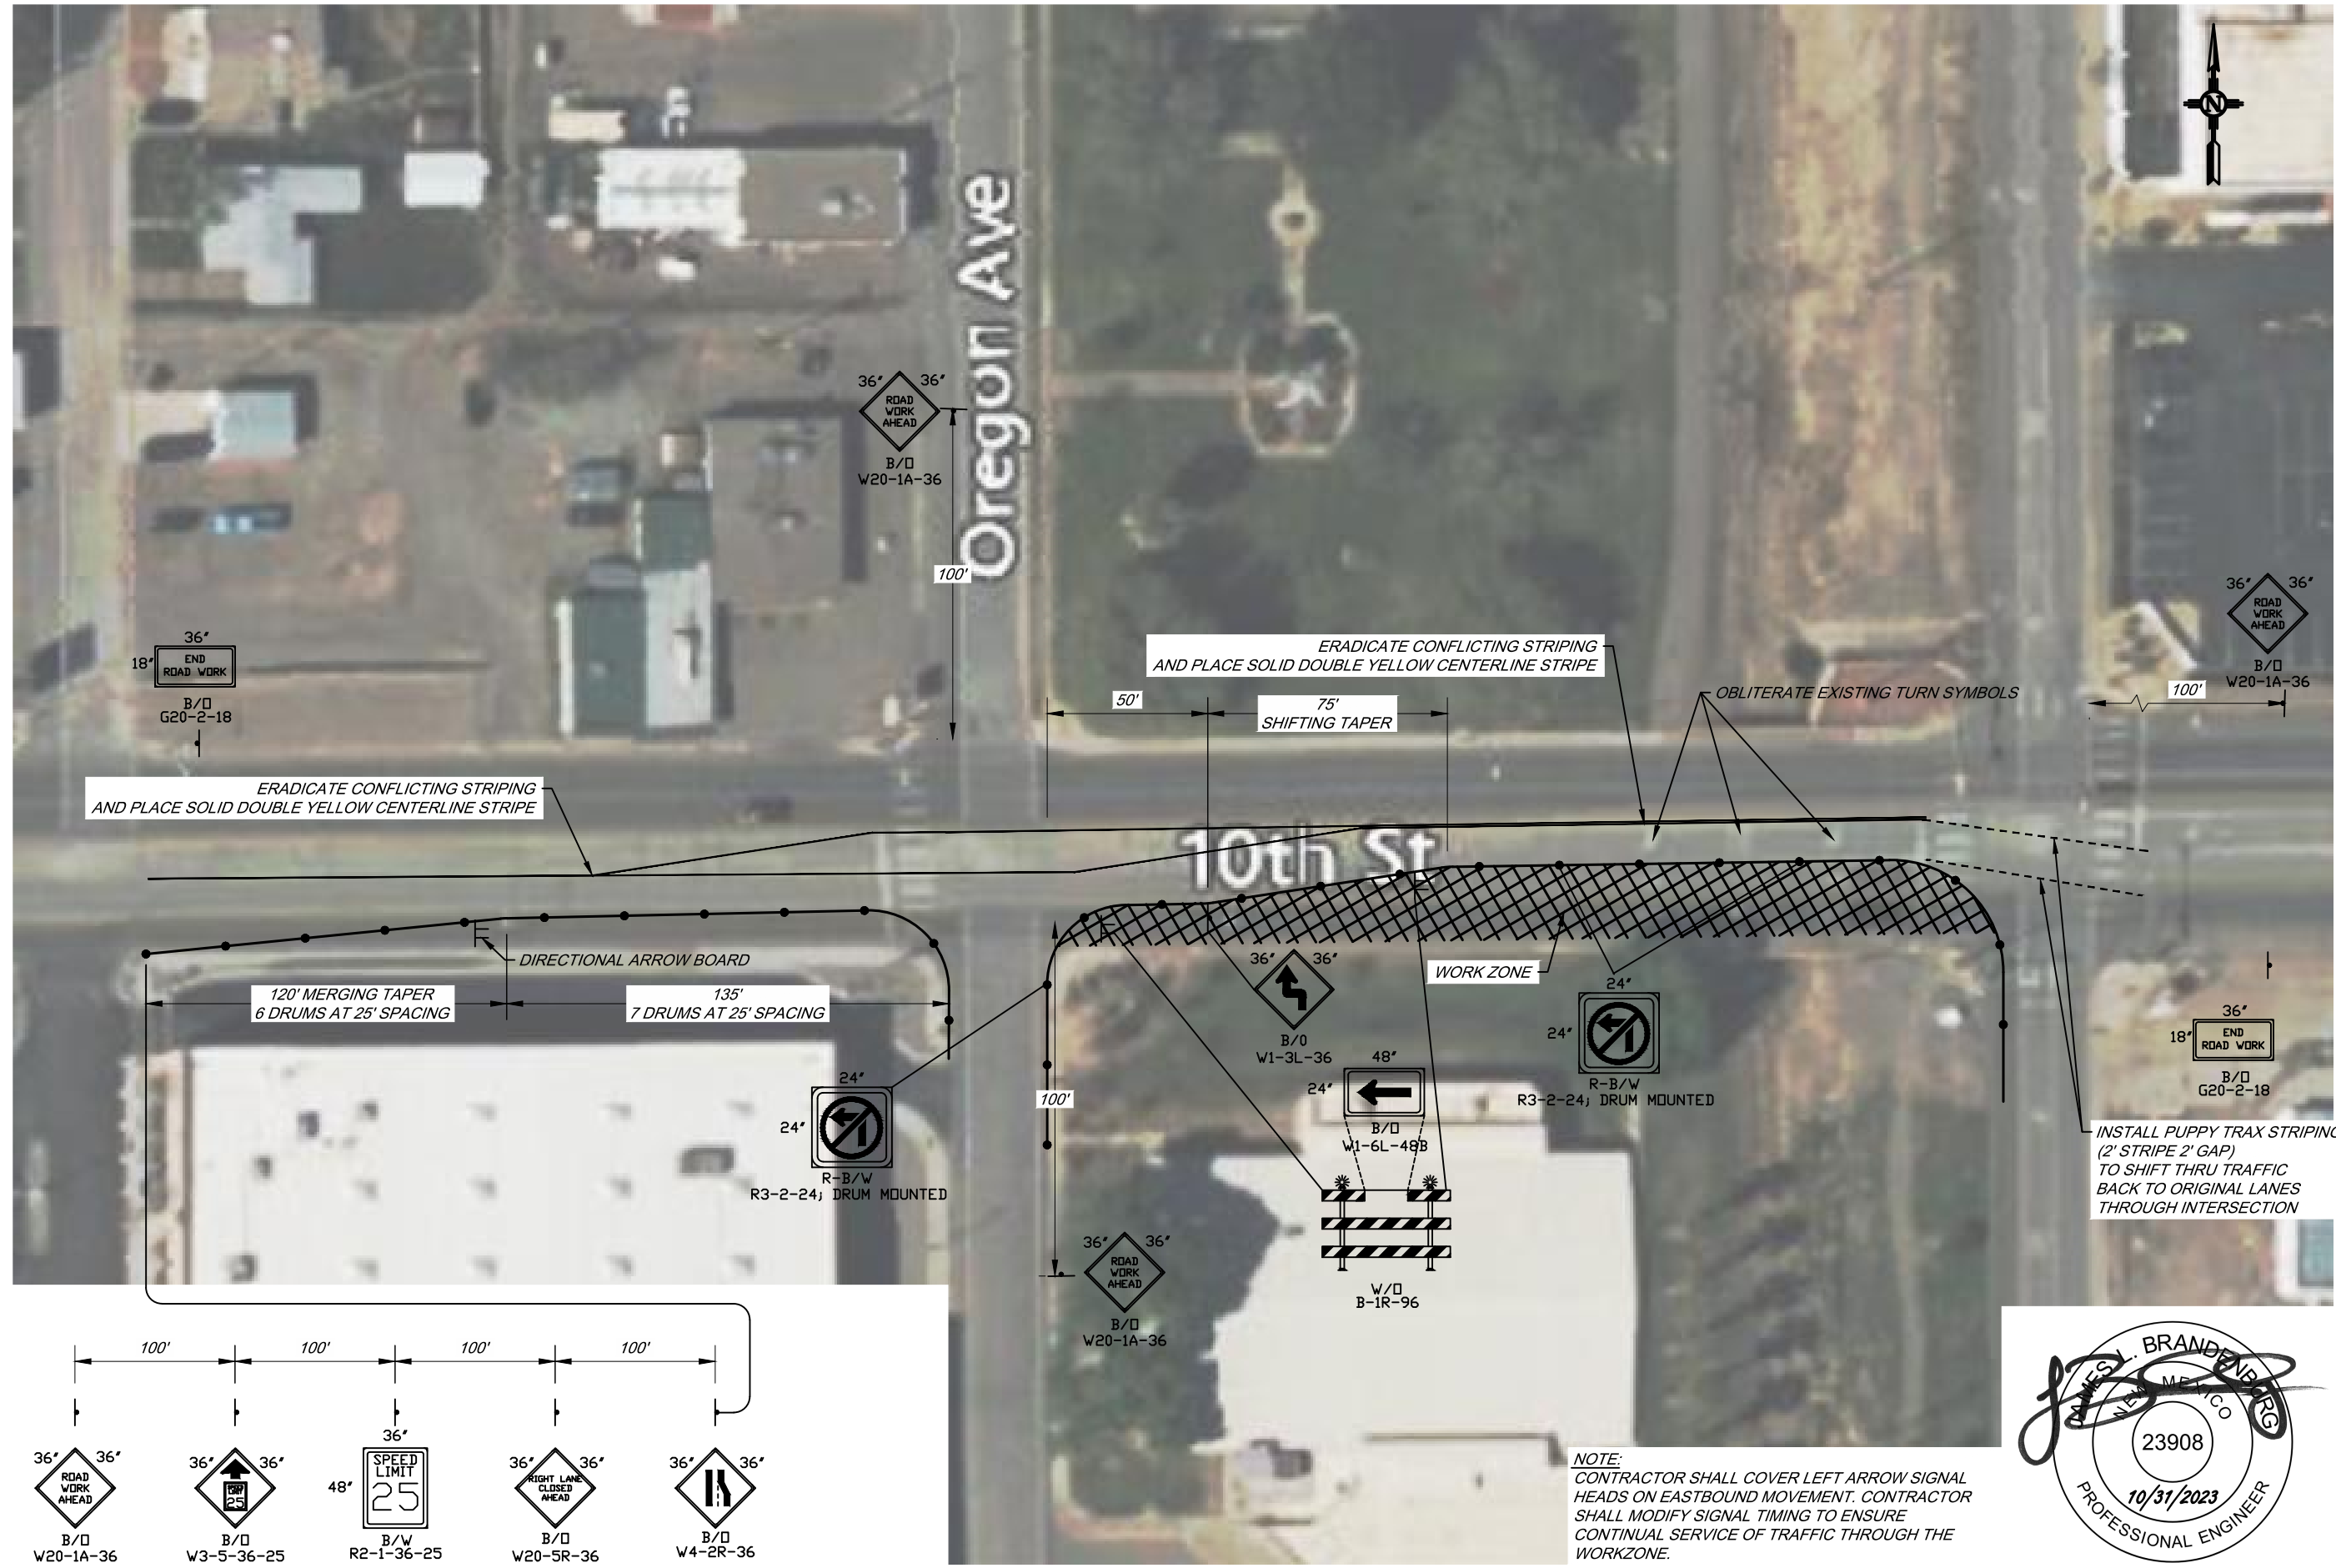 N
Oregon Ave
36" 36"
ROAD
WORK
AHEAD
B/O
W20-1A-36
100'
36"
18"
END
ROAD WORK
B/O
G20-2-18
ERADICATE CONFLICTING STRIPING
AND PLACE SOLID DOUBLE YELLOW CENTERLINE STRIPE
OBLITERATE EXISTING TURN SYMBOLS
50'
75'
SHIFTING TAPER
36" 36"
ROAD
WORK
AHEAD
B/O
W20-1A-36
100'
ERADICATE CONFLICTING STRIPING
AND PLACE SOLID DOUBLE YELLOW CENTERLINE STRIPE
10th St
DIRECTIONAL ARROW BOARD
120' MERGING TAPER
6 DRUMS AT 25' SPACING
135'
7 DRUMS AT 25' SPACING
36" 36"
B/O
W1-3L-36
WORK ZONE
24"
24"
R-B/W
R3-2-24; DRUM MOUNTED
36"
18"
END
ROAD WORK
B/O
G20-2-18
24"
24"
R-B/W
R3-2-24; DRUM MOUNTED
100'
48"
24"
B/O
W1-6L-48B
W/O
B-1R-96
36" 36"
ROAD
WORK
AHEAD
B/O
W20-1A-36
INSTALL PUPPY TRAX STRIPING
(2' STRIPE 2' GAP)
TO SHIFT THRU TRAFFIC
BACK TO ORIGINAL LANES
THROUGH INTERSECTION
100' 100' 100' 100'
36" 36"
ROAD
WORK
AHEAD
B/O
W20-1A-36
36" 36"
25
B/O
W3-5-36-25
36"
48"
SPEED
LIMIT
25
B/W
R2-1-36-25
36" 36"
RIGHT LANE
CLOSED
AHEAD
B/O
W20-5R-36
36" 36"
B/O
W4-2R-36
NOTE:
CONTRACTOR SHALL COVER LEFT ARROW SIGNAL
HEADS ON EASTBOUND MOVEMENT. CONTRACTOR
SHALL MODIFY SIGNAL TIMING TO ENSURE
CONTINUAL SERVICE OF TRAFFIC THROUGH THE
WORKZONE.
JAMES L. BRANDENBURG
NEW MEXICO
23908
10/31/2023
PROFESSIONAL ENGINEER